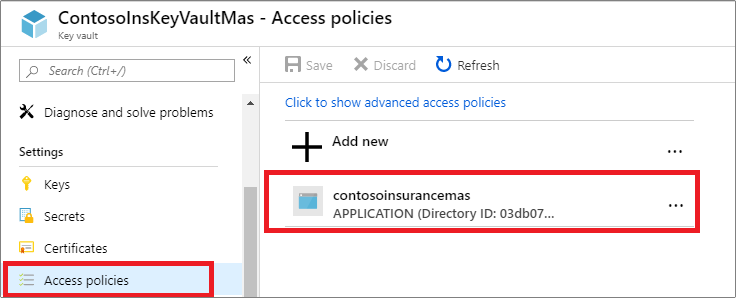 ContosoInsKeyVaultMas - Access policies
Key vault
Search (Ctrl+/)
Diagnose and solve problems
Settings
Keys
Secrets
Certificates
Access policies
Save
Discard
Refresh
Click to show advanced access policies
Add new
...
contosoinsurancemas
...
APPLICATION (Directory ID: 03db07...